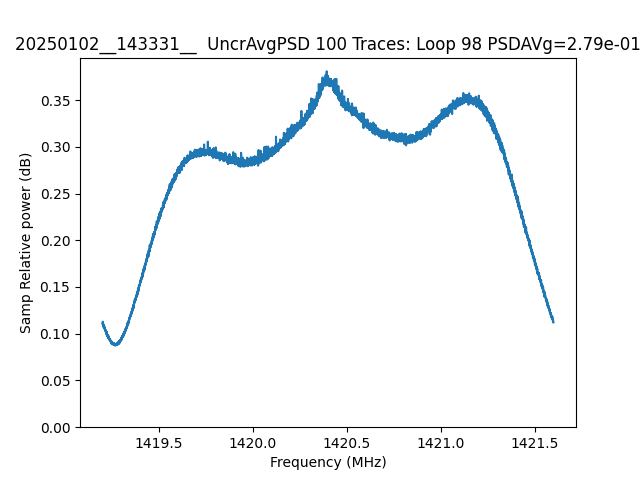 20250102__143331__ UncrAvgPSD 100 Traces: Loop 98 PSDAVg=2.79e-01
Samp Relative power (dB)
0.35
0.30
0.25
0.20
0.15
0.10
0.05
0.00
1419.5 1420.0 1420.5 1421.0 1421.5
Frequency (MHz)